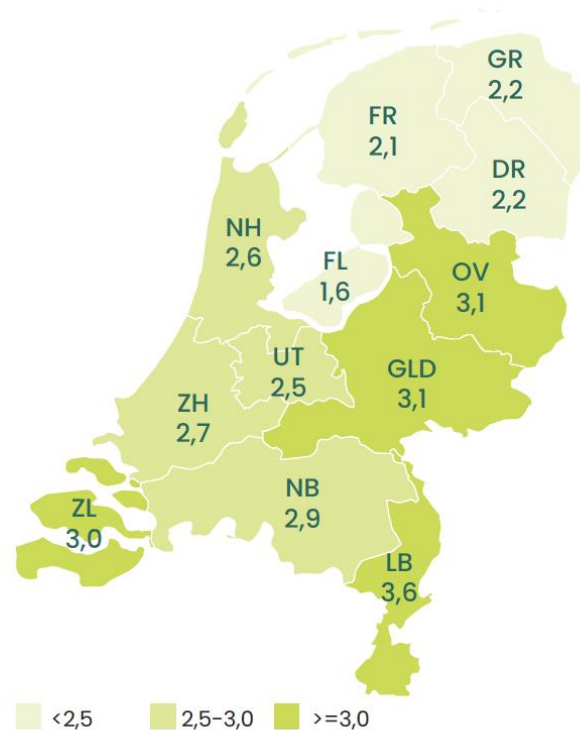 GR
2,2
FR
2,1
DR
2,2
NH
2,6
FL
1,6
OV
3,1
UT
2,5
GLD
3,1
ZH
2,7
NB
2,9
ZL
3,0
LB
3,6
<2,5
2,5-3,0
>=3,0